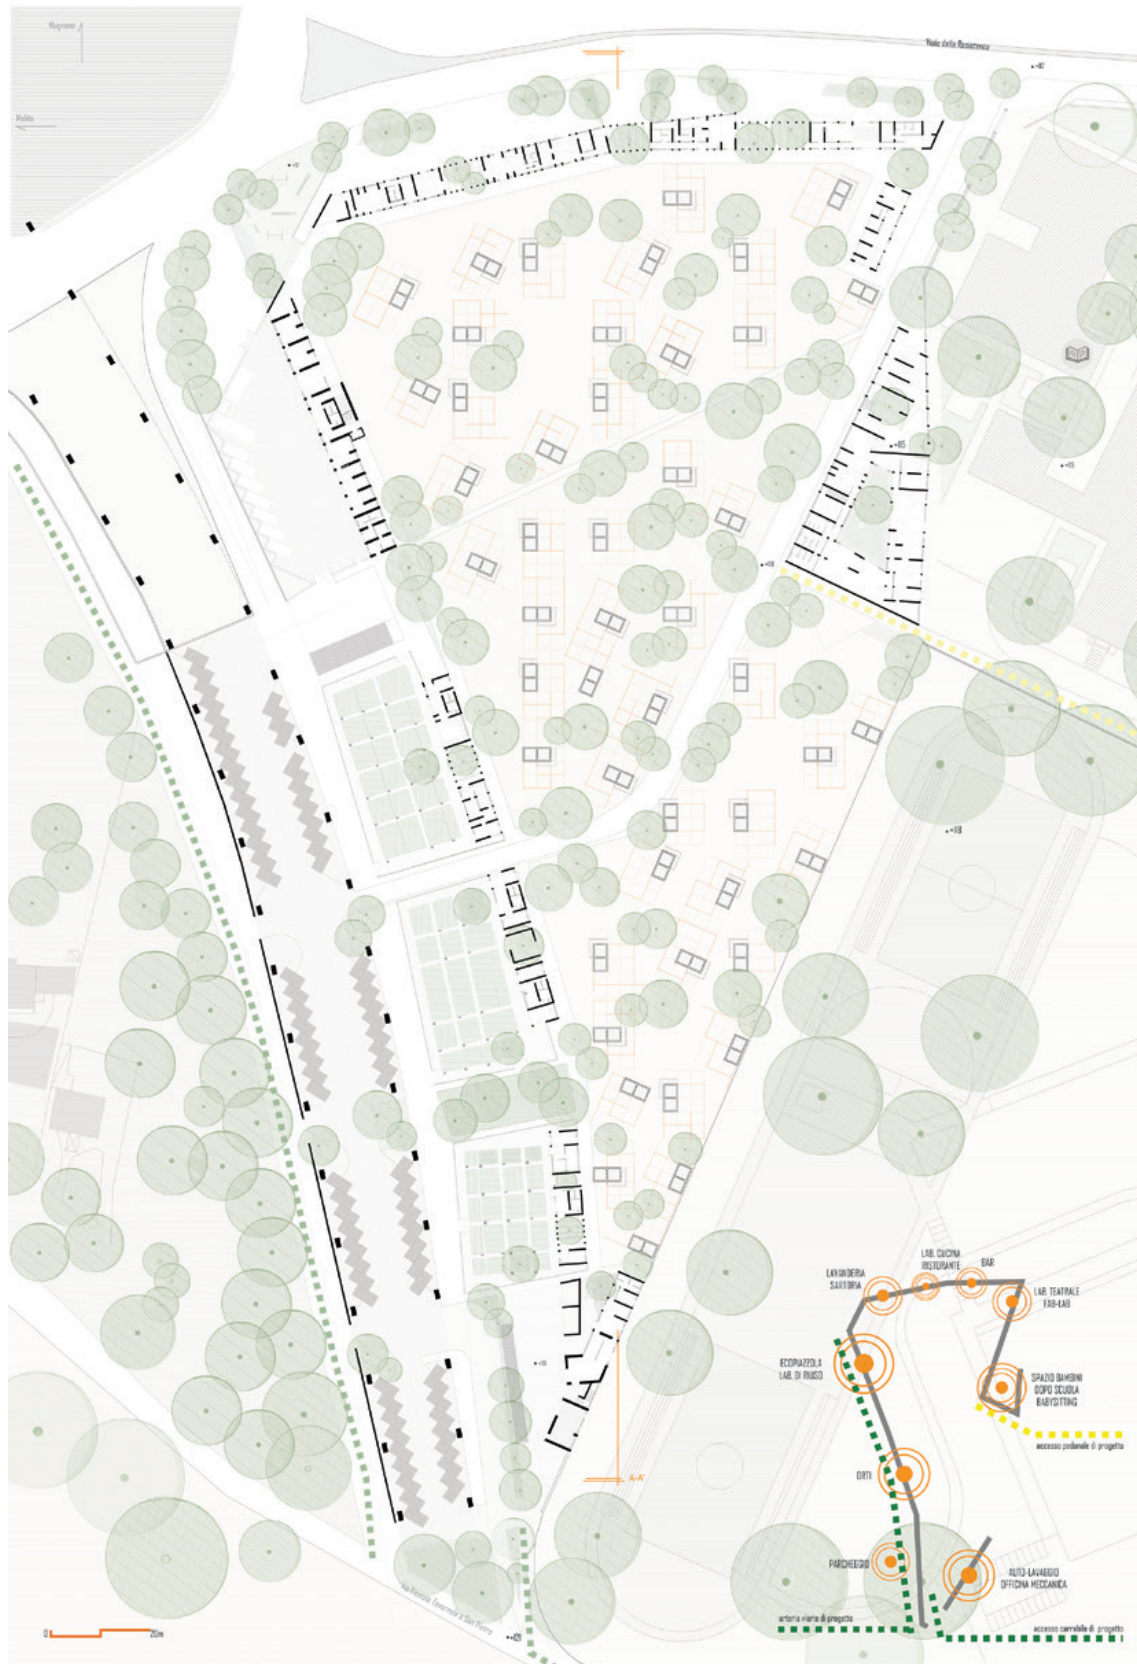 Mugnano
Viale della Resistenza
Melito
LAB. CUCINA
RISTORANTE
BAR
LAVANDERIA
SARTORIA
LAB. TEATRALE
FAB-LAB
ECOPIAZZOLA
LAB. DI RIUSO
SPAZIO BAMBINI
DOPO SCUOLA
BABYSITTING
accesso pedonale di progetto
A-A'
ORTI
PARCHEGGIO
AUTO-LAVAGGIO
OFFICINA MECCANICA
arteria viaria di progetto
accesso carrabile di progetto
0
20m